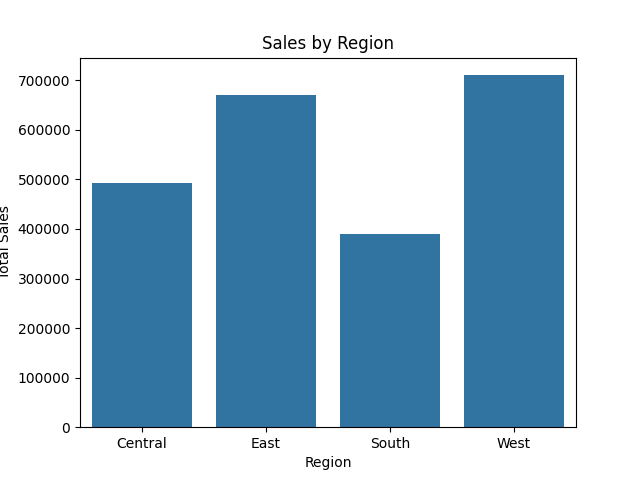 Sales by Region
Total Sales
700000
600000
500000
400000
300000
200000
100000
0
Central East South West
Region